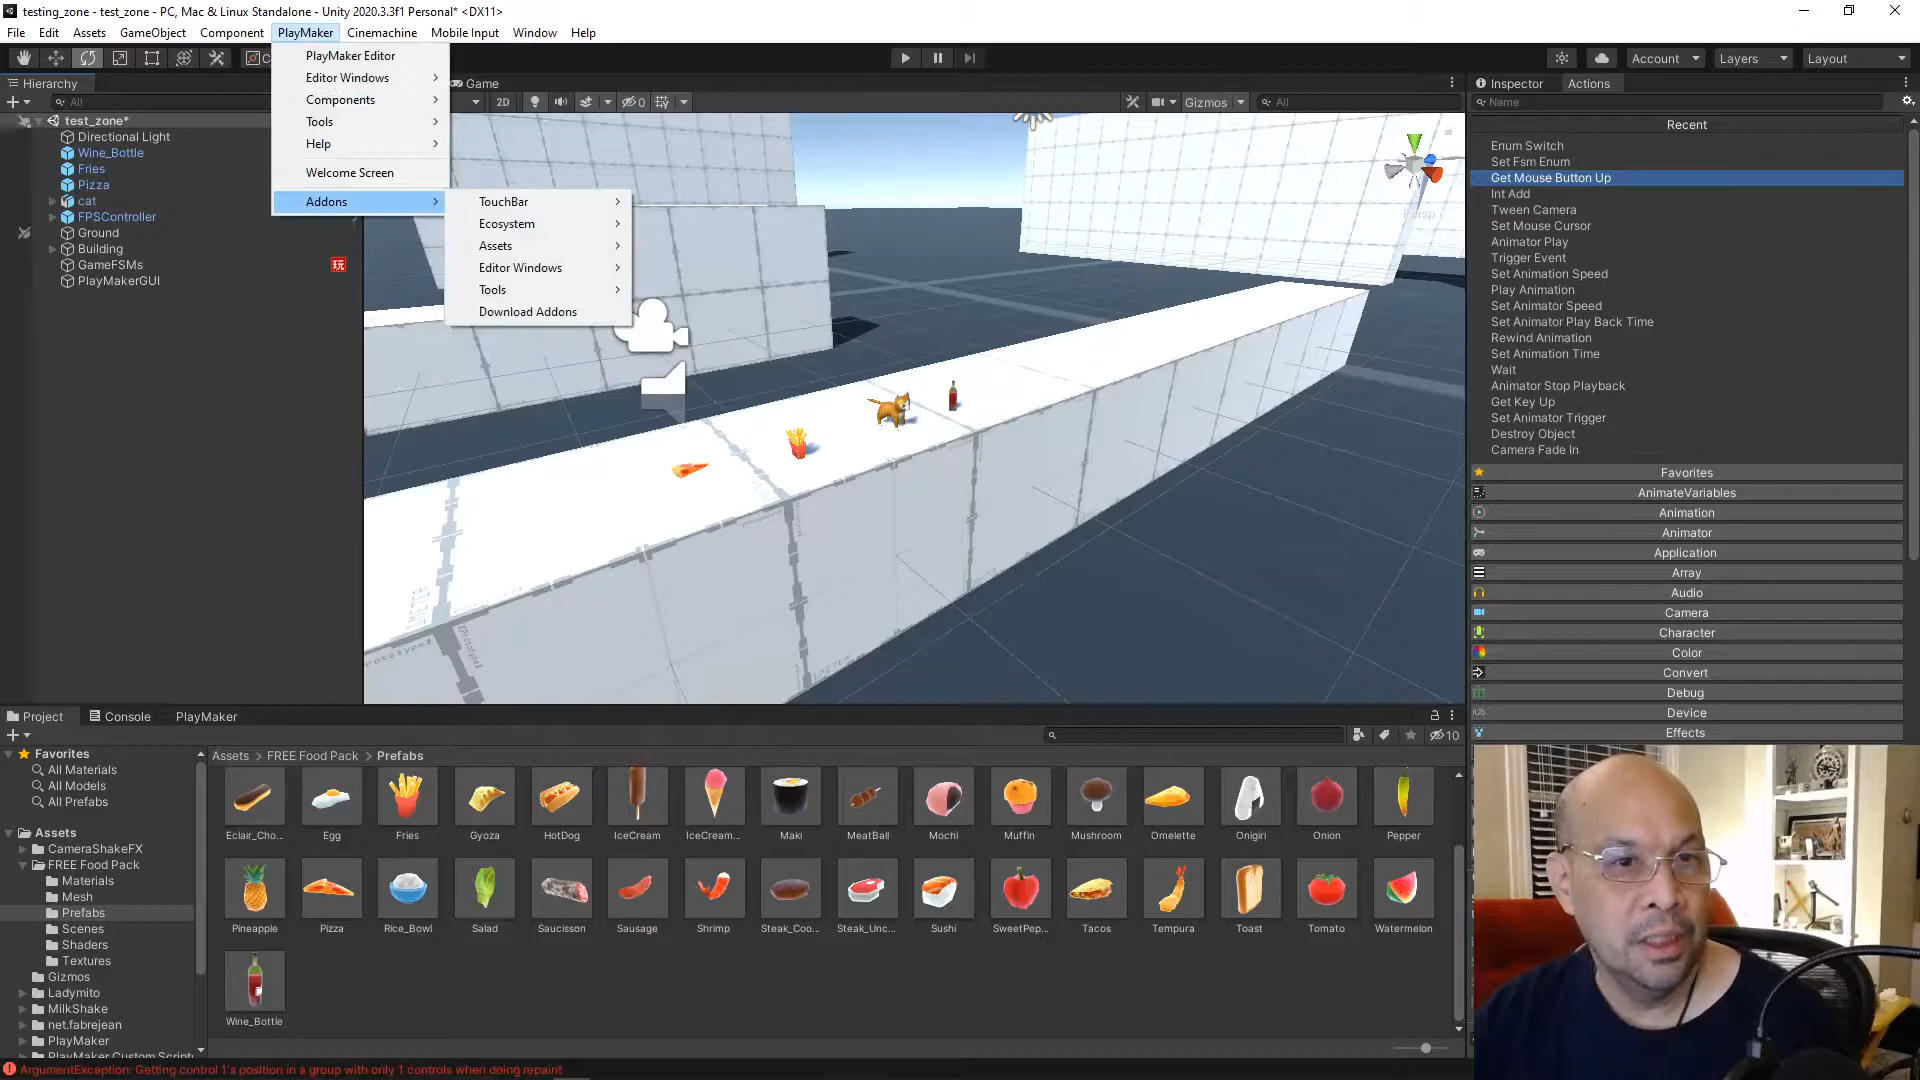 testing_zone - test_zone - PC, Mac & Linux Standalone - Unity 2020.3.3f1 Personal* <DX11>
File Edit Assets GameObject Component PlayMaker Cinemachine Mobile Input Window Help
Account Layers Layout
PlayMaker Editor
Editor Windows
Components
Tools
Help
Welcome Screen
Addons
TouchBar
Ecosystem
Assets
Editor Windows
Tools
Download Addons
Hierarchy
All
test_zone*
Directional Light
Wine_Bottle
Fries
Pizza
cat
FPSController
Ground
Building
GameFSMs
PlayMakerGUI
玩
Game
2D
0
Gizmos
All
Persp
Inspector Actions
Name
Recent
Enum Switch
Set Fsm Enum
Get Mouse Button Up
Int Add
Tween Camera
Set Mouse Cursor
Animator Play
Trigger Event
Set Animation Speed
Play Animation
Set Animator Speed
Set Animator Play Back Time
Rewind Animation
Set Animation Time
Wait
Animator Stop Playback
Get Key Up
Set Animator Trigger
Destroy Object
Camera Fade In
Favorites
AnimateVariables
Animation
Animator
Application
Array
Audio
Camera
Character
Color
Convert
Debug
iOS Device
Effects
Project Console PlayMaker
10
Favorites
All Materials
All Models
All Prefabs
Assets
CameraShakeFX
FREE Food Pack
Materials
Mesh
Prefabs
Scenes
Shaders
Textures
Gizmos
Ladymito
MilkShake
net.fabrejean
PlayMaker
PlayMaker Custom Scripts
Assets > FREE Food Pack > Prefabs
Eclair_Cho... Egg Fries Gyoza HotDog IceCream IceCream... Maki MeatBall Mochi Muffin Mushroom Omelette Onigiri Onion Pepper
Pineapple Pizza Rice_Bowl Salad Saucisson Sausage Shrimp Steak_Coo... Steak_Unc... Sushi SweetPep... Tacos Tempura Toast Tomato Watermelon
Wine_Bottle
ArgumentException: Getting control 1's position in a group with only 1 controls when doing repaint